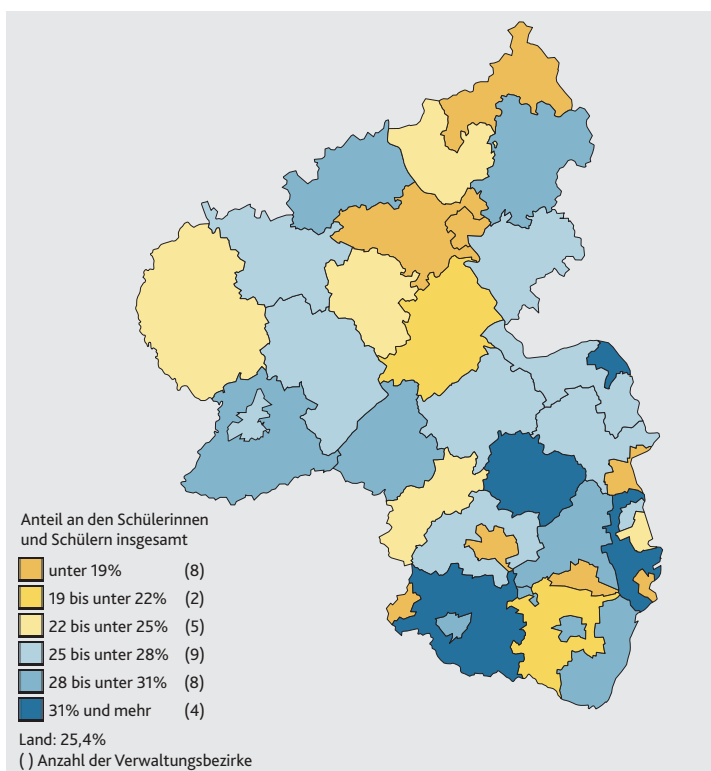 Anteil an den Schülerinnen
und Schülern insgesamt
unter 19% (8)
19 bis unter 22% (2)
22 bis unter 25% (5)
25 bis unter 28% (9)
28 bis unter 31% (8)
31% und mehr (4)
Land: 25,4%
( ) Anzahl der Verwaltungsbezirke